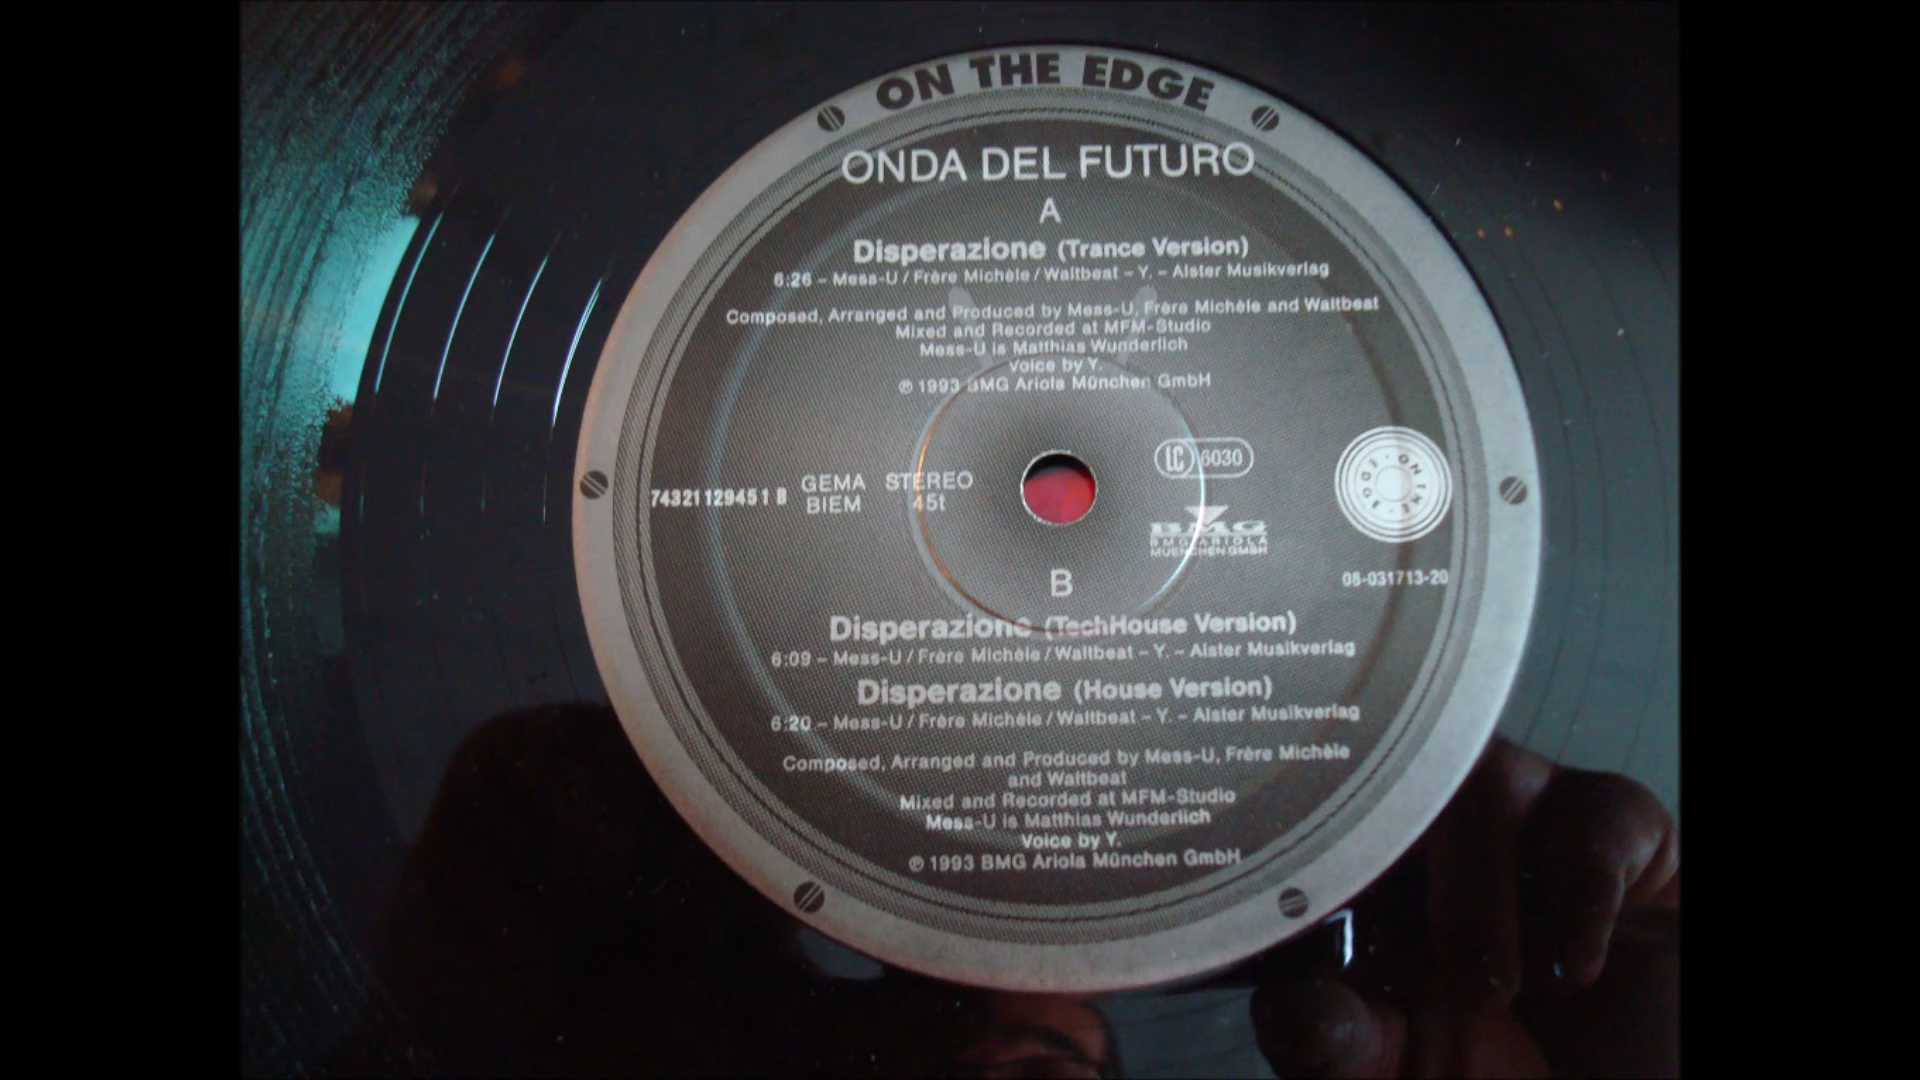 ON THE EDGE
ONDA DEL FUTURO
A
Disperazione (Trance Version)
6:26 – Mess-U / Frère Michèle / Waltbeat – Y. – Alster Musikverlag
Composed, Arranged and Produced by Mess-U, Frère Michèle and Waltbeat
Mixed and Recorded at MFM-Studio
Mess-U is Matthias Wunderlich
Voice by Y.
℗ 1993 BMG Ariola München GmbH
74321129451 B
GEMA
BIEM
STEREO
45t
LC 6030
BMG
BMG ARIOLA
MUENCHEN GMBH
ON THE EDGE
08-031713-20
B
Disperazione (TechHouse Version)
6:09 – Mess-U / Frère Michèle / Waltbeat – Y. – Alster Musikverlag
Disperazione (House Version)
6:20 – Mess-U / Frère Michèle / Waltbeat – Y. – Alster Musikverlag
Composed, Arranged and Produced by Mess-U, Frère Michèle
and Waltbeat
Mixed and Recorded at MFM-Studio
Mess-U is Matthias Wunderlich
Voice by Y.
℗ 1993 BMG Ariola München GmbH